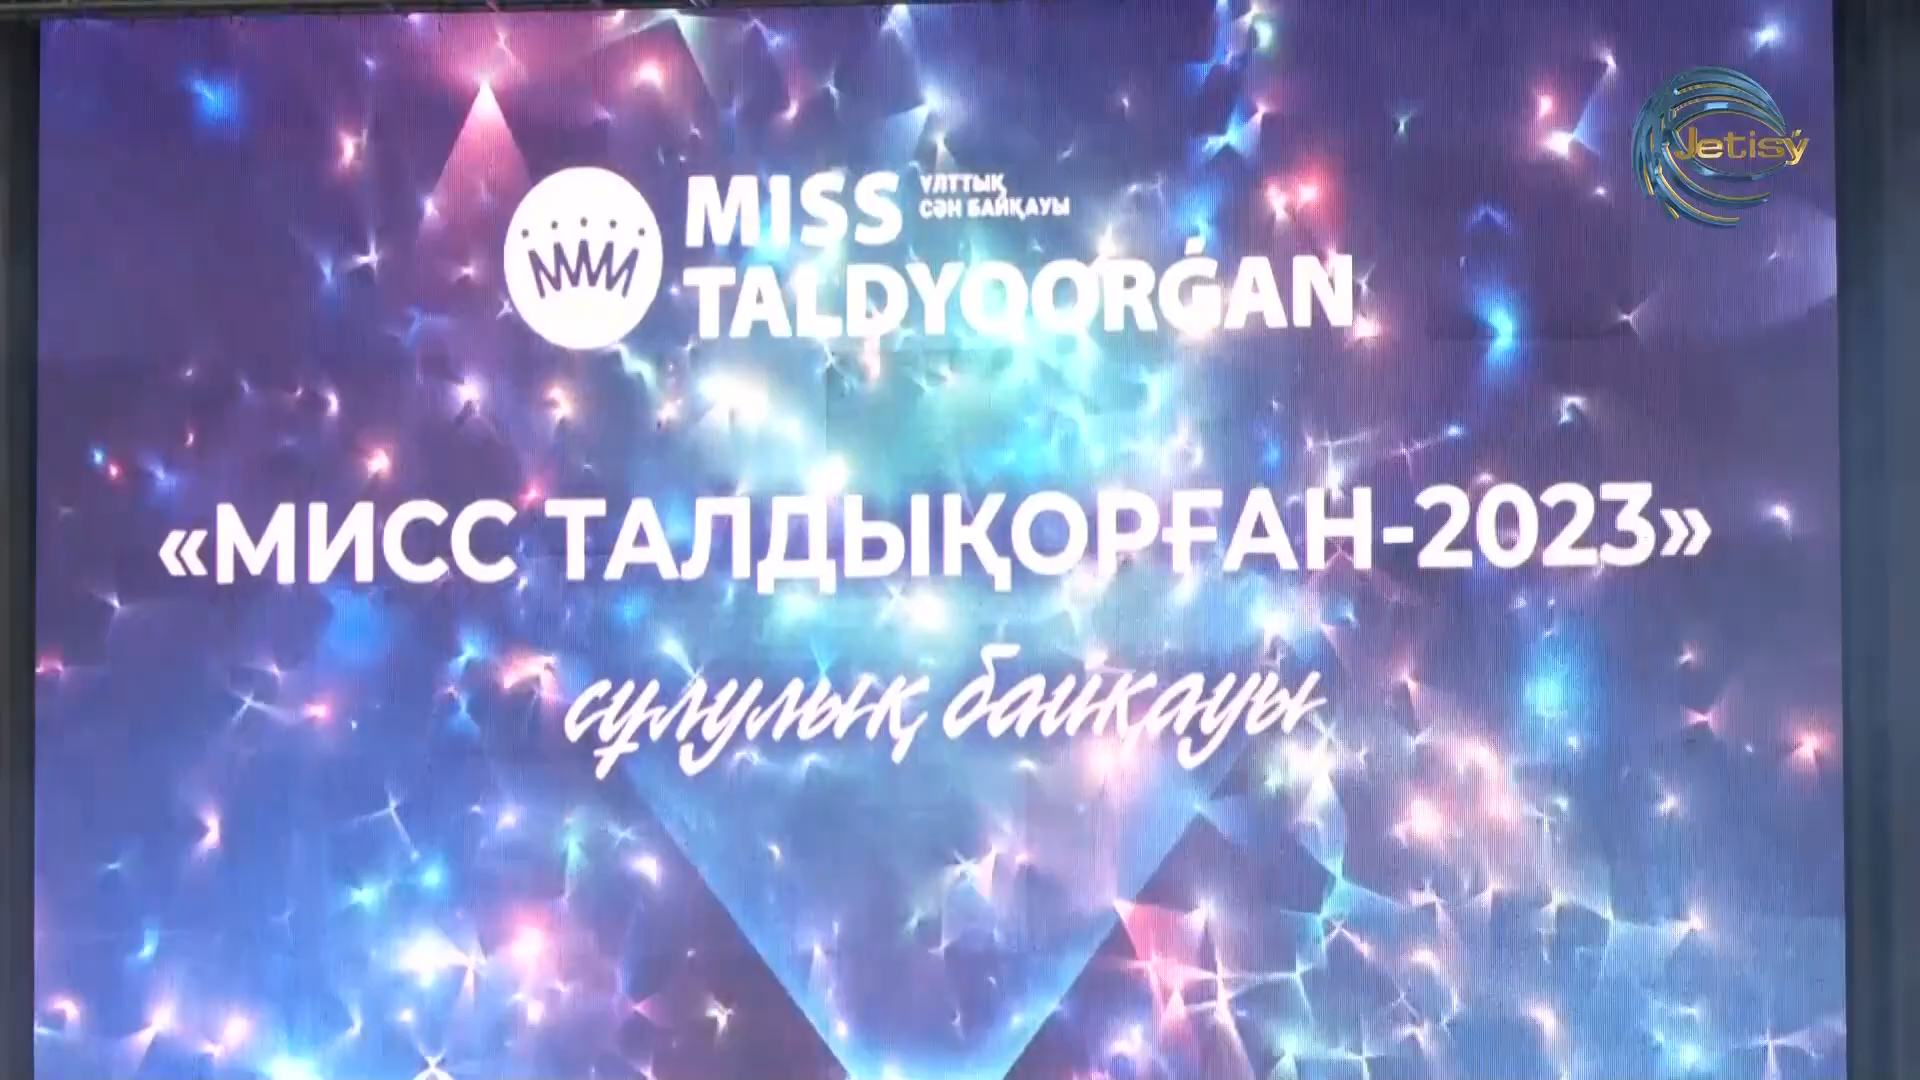 MISS
ҰЛТТЫҚ
СӘН БАЙҚАУЫ
TALDYQORǴAN
Jetisý
«МИСС ТАЛДЫҚОРҒАН-2023»
сұлулық байқауы